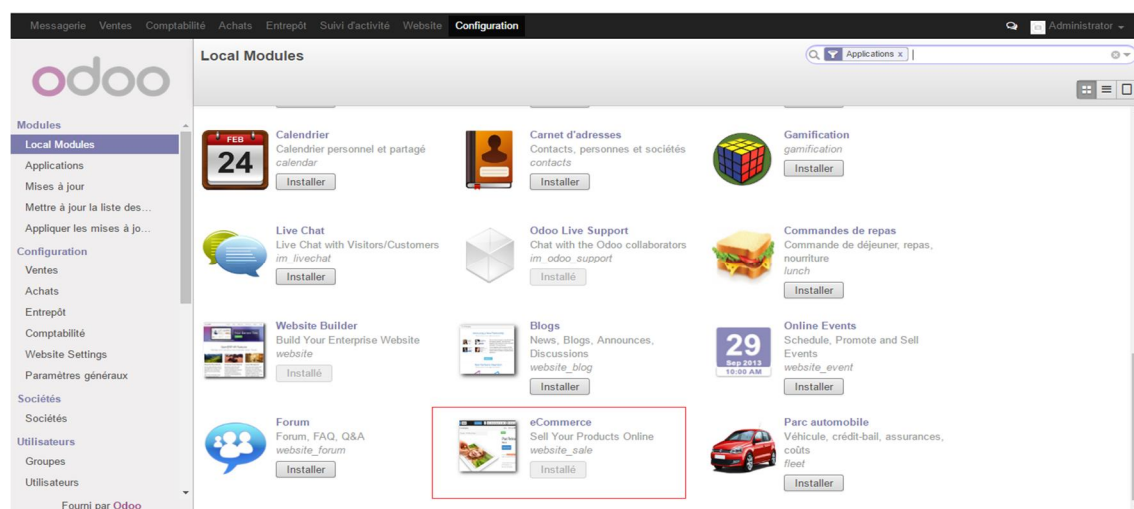 Messagerie Ventes Comptabilité Achats Entrepôt Suivi d'activité Website Configuration Administrator
odoo
Local Modules
Applications x
Modules
Local Modules
Applications
Mises à jour
Mettre à jour la liste des...
Appliquer les mises à jo...
Configuration
Ventes
Achats
Entrepôt
Comptabilité
Website Settings
Paramètres généraux
Sociétés
Sociétés
Utilisateurs
Groupes
Utilisateurs
Fourni par Odoo
FEB
24
Calendrier
Calendrier personnel et partagé
calendar
Installer
Carnet d'adresses
Contacts, personnes et sociétés
contacts
Installer
Gamification
gamification
Installer
Live Chat
Live Chat with Visitors/Customers
im_livechat
Installer
Odoo Live Support
Chat with the Odoo collaborators
im_odoo_support
Installé
Commandes de repas
Commande de déjeuner, repas,
nourriture
lunch
Installer
Website Builder
Build Your Enterprise Website
website
Installé
Blogs
News, Blogs, Announces,
Discussions
website_blog
Installer
29
Sep 2013
10:00 AM
Online Events
Schedule, Promote and Sell
Events
website_event
Installer
Forum
Forum, FAQ, Q&A
website_forum
Installer
eCommerce
Sell Your Products Online
website_sale
Installé
Parc automobile
Véhicule, crédit-ball, assurances,
coûts
fleet
Installer